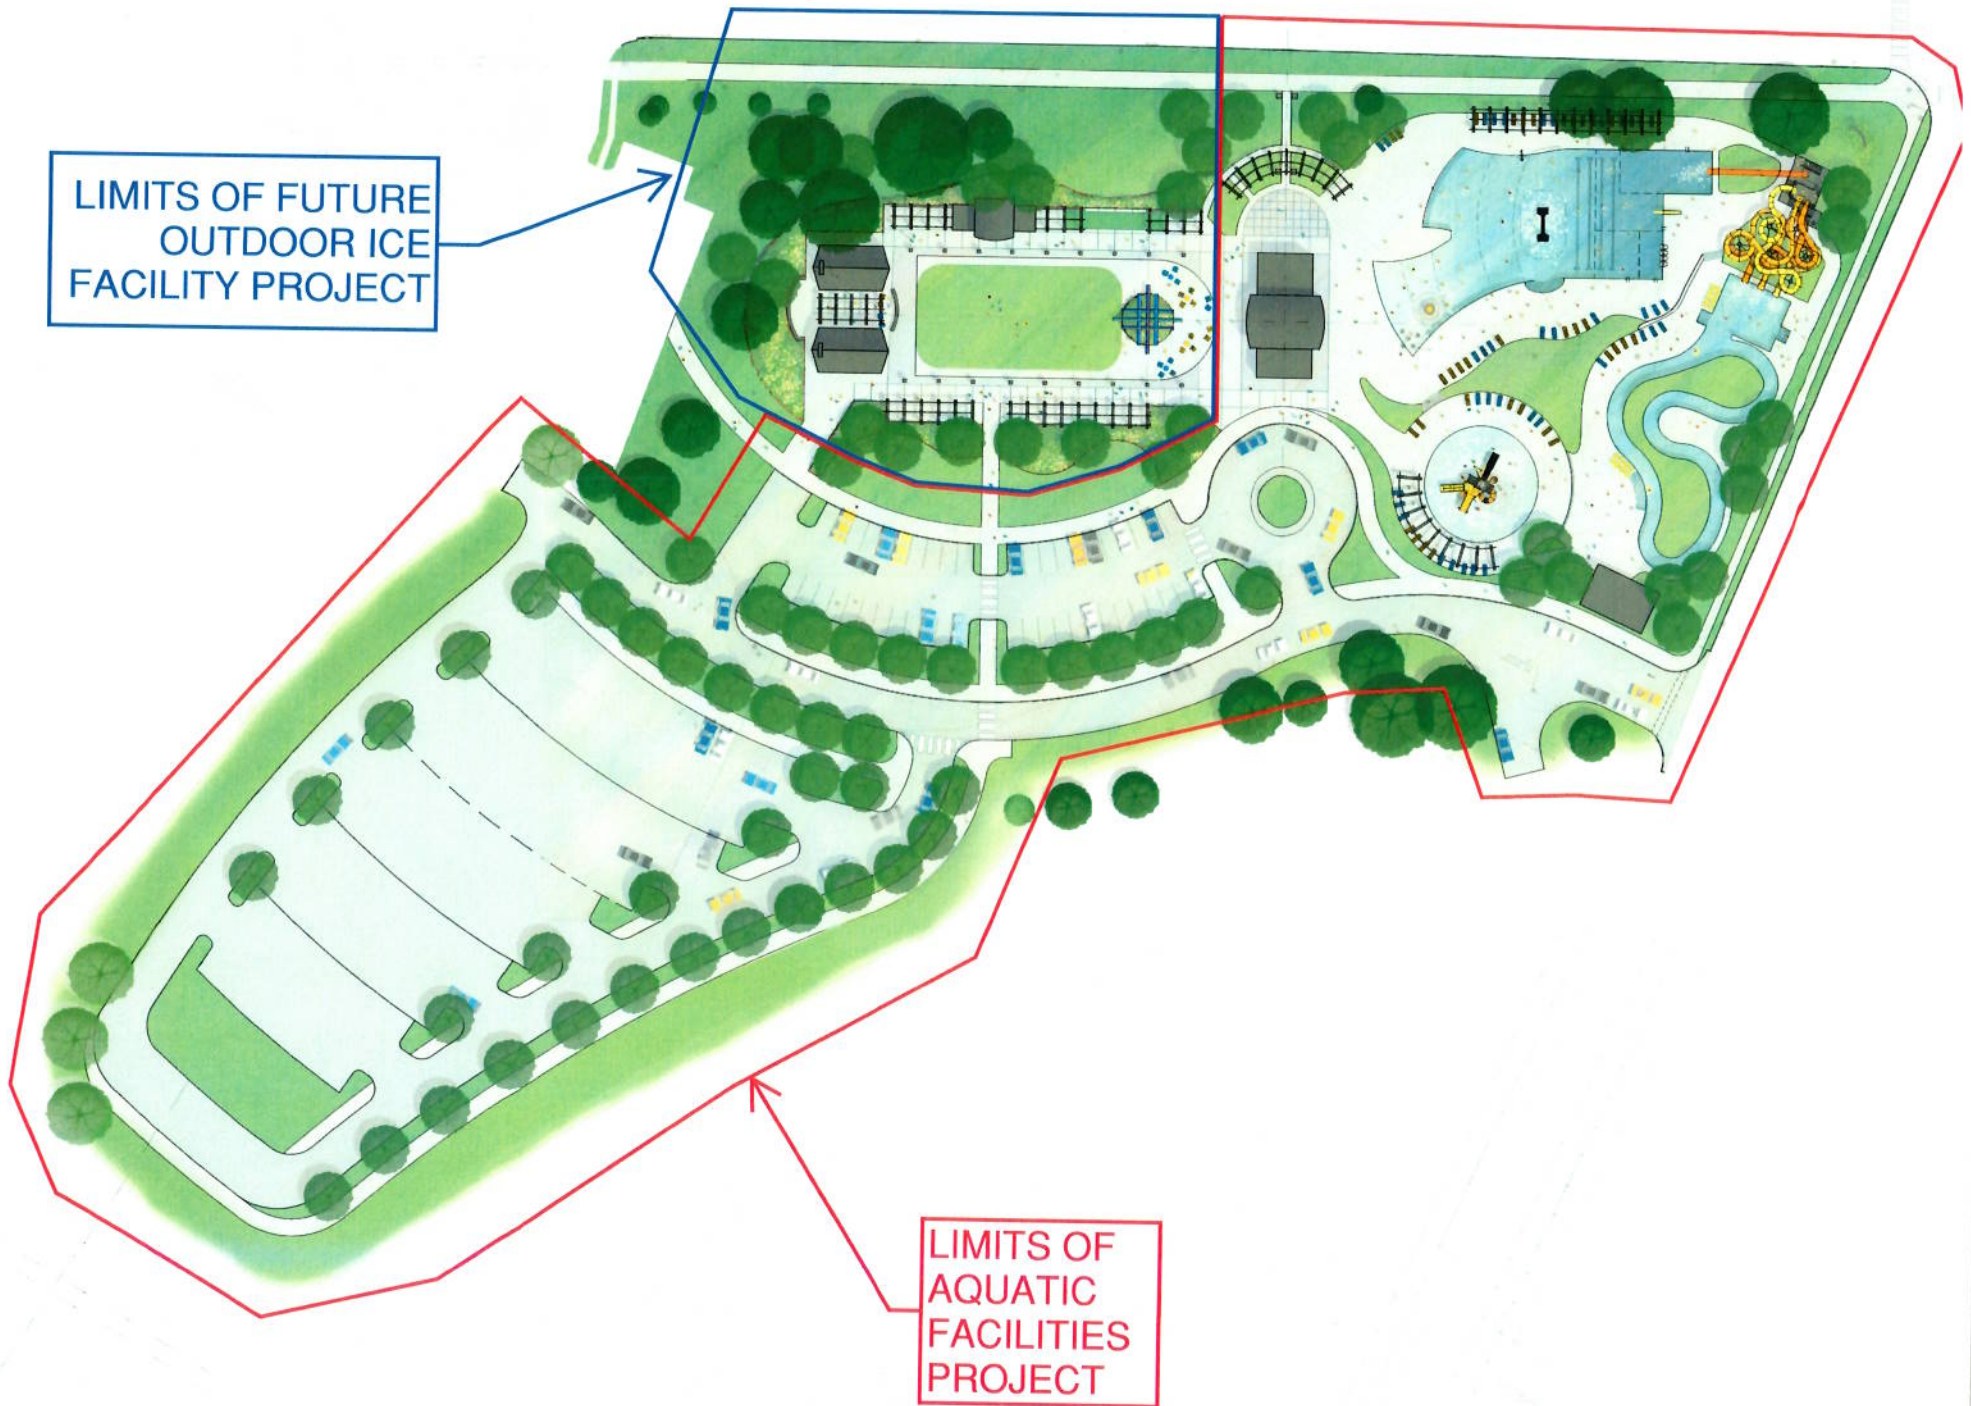 LIMITS OF FUTURE
OUTDOOR ICE
FACILITY PROJECT
LIMITS OF
AQUATIC
FACILITIES
PROJECT